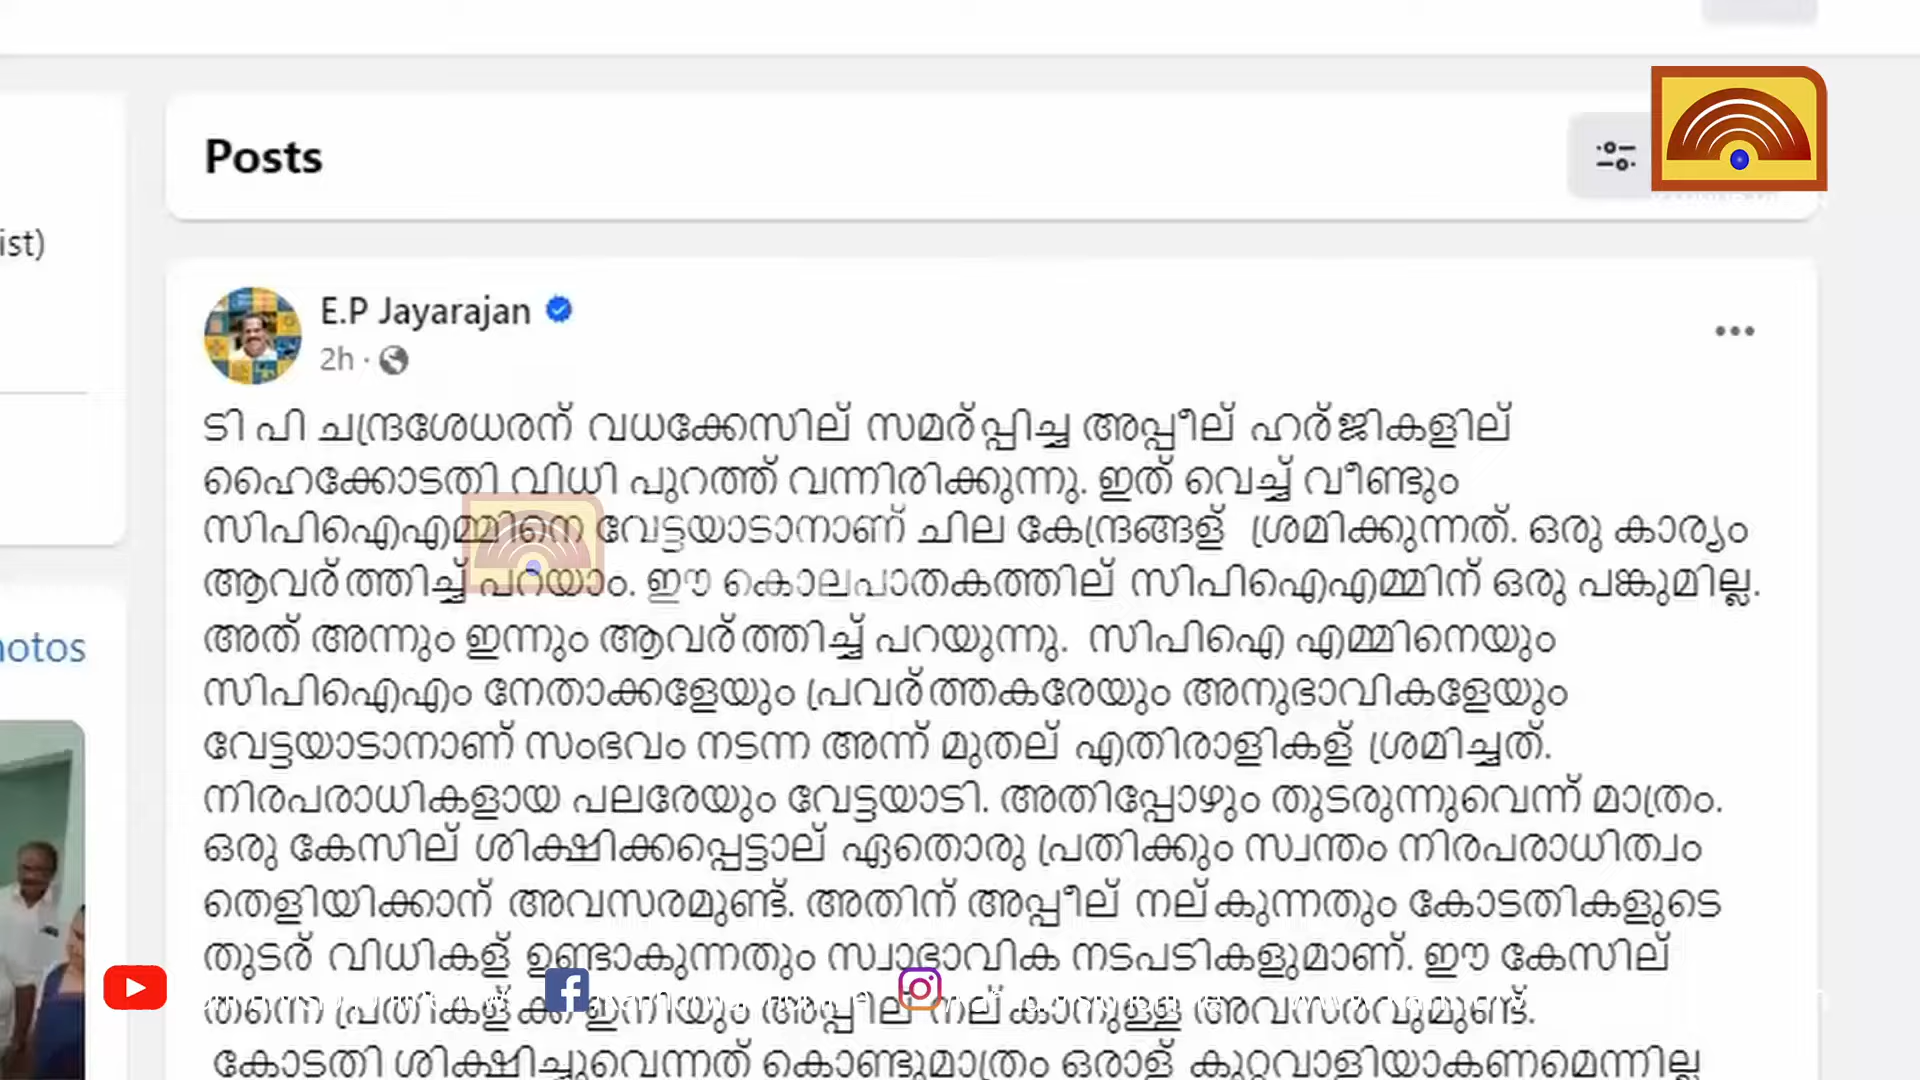 Posts
ist)
E.P Jayarajan
2h ·
ടി പി ചന്ദ്രശേധരന് വധക്കേസില് സമര്പ്പിച്ച അപ്പീല് ഹര്ജികളില്
ഹൈക്കോടതി വിധി പുറത്ത് വന്നിരിക്കുന്നു. ഇത് വെച്ച് വീണ്ടും
സിപിഐഎമ്മിനെ വേട്ടയാടാനാണ് ചില കേന്ദ്രങ്ങള് ശ്രമിക്കുന്നത്. ഒരു കാര്യം
ആവര്ത്തിച്ച് പറയാം. ഈ കൊലപാതകത്തില് സിപിഐഎമ്മിന് ഒരു പങ്കുമില്ല.
അത് അന്നും ഇന്നും ആവര്ത്തിച്ച് പറയുന്നു. സിപിഐ എമ്മിനെയും
സിപിഐഎം നേതാക്കളേയും പ്രവര്ത്തകരേയും അനുഭാവികളേയും
വേട്ടയാടാനാണ് സംഭവം നടന്ന അന്ന് മുതല് എതിരാളികള് ശ്രമിച്ചത്.
നിരപരാധികളായ പലരേയും വേട്ടയാടി. അതിപ്പോഴും തുടരുന്നുവെന്ന് മാത്രം.
ഒരു കേസില് ശിക്ഷിക്കപ്പെട്ടാല് ഏതൊരു പ്രതിക്കും സ്വന്തം നിരപരാധിത്വം
തെളിയിക്കാന് അവസരമുണ്ട്. അതിന് അപ്പീല് നല്കുന്നതും കോടതികളുടെ
hotos
തുടര് വിധികള് ഉണ്ടാകുന്നതും സ്വാഭാവിക നടപടികളുമാണ്. ഈ കേസില്
തന്നെ പ്രതികള്ക്ക് ഇനിയും അപ്പീല് നല്കാനുള്ള അവസരവുമുണ്ട്.
കോടതി ശിക്ഷിച്ചുവെന്നത് കൊണ്ടുമാത്രം ഒരാള് കുറ്റവാളിയാകണമെന്നില്ല